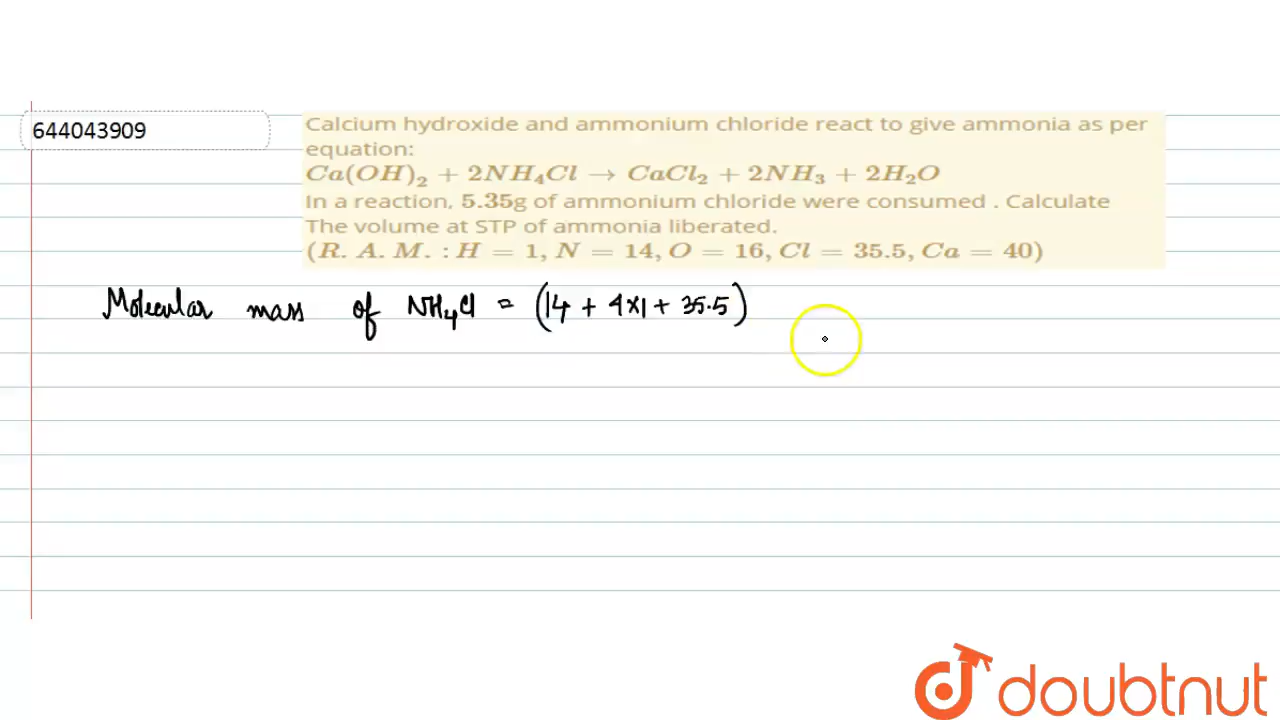 644043909
Calcium hydroxide and ammonium chloride react to give ammonia as per
equation:
Ca(OH)₂ + 2NH₄Cl → CaCl₂ + 2NH₃ + 2H₂O
In a reaction, 5.35g of ammonium chloride were consumed . Calculate
The volume at STP of ammonia liberated.
(R. A. M. : H = 1, N = 14, O = 16, Cl = 35.5, Ca = 40)
Molecular mass of NH₄Cl = (14 + 4×1 + 35.5)
doubtnut